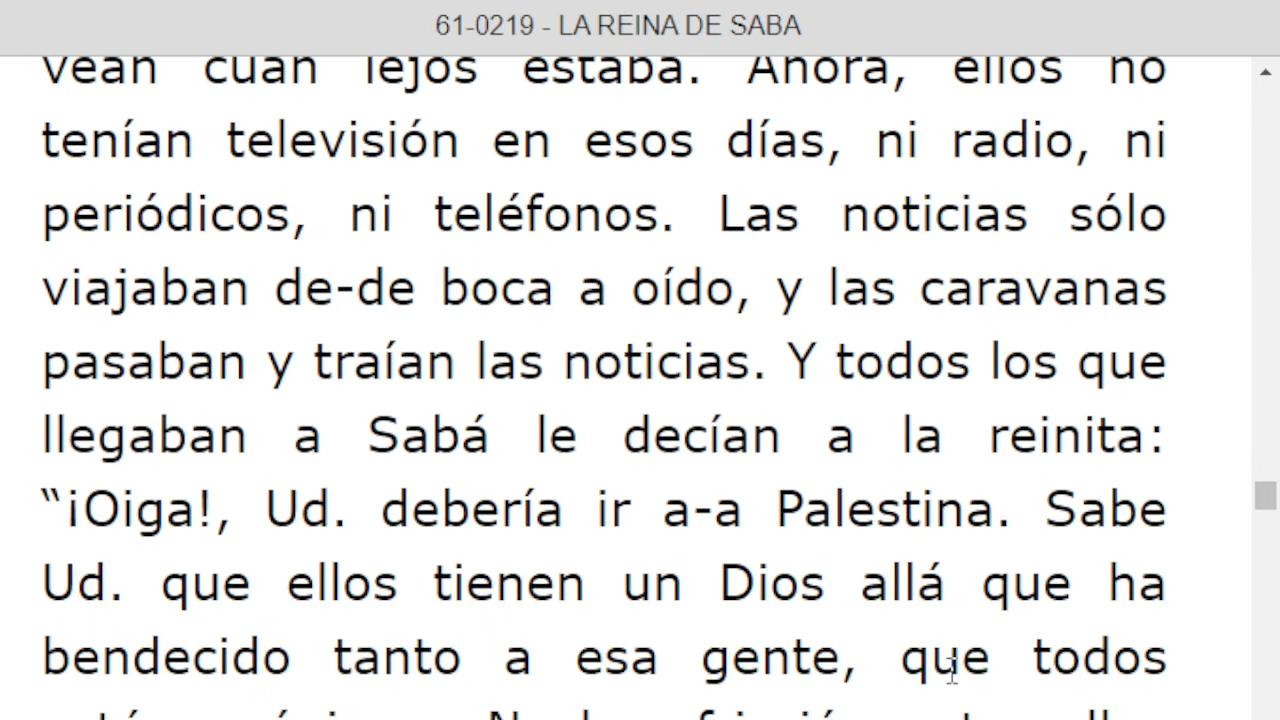 61-0219 - LA REINA DE SABA
vean cuán lejos estaba. Ahora, ellos no
tenían televisión en esos días, ni radio, ni
periódicos, ni teléfonos. Las noticias sólo
viajaban de-de boca a oído, y las caravanas
pasaban y traían las noticias. Y todos los que
llegaban a Sabá le decían a la reinita:
“¡Oiga!, Ud. debería ir a-a Palestina. Sabe
Ud. que ellos tienen un Dios allá que ha
bendecido tanto a esa gente, que todos